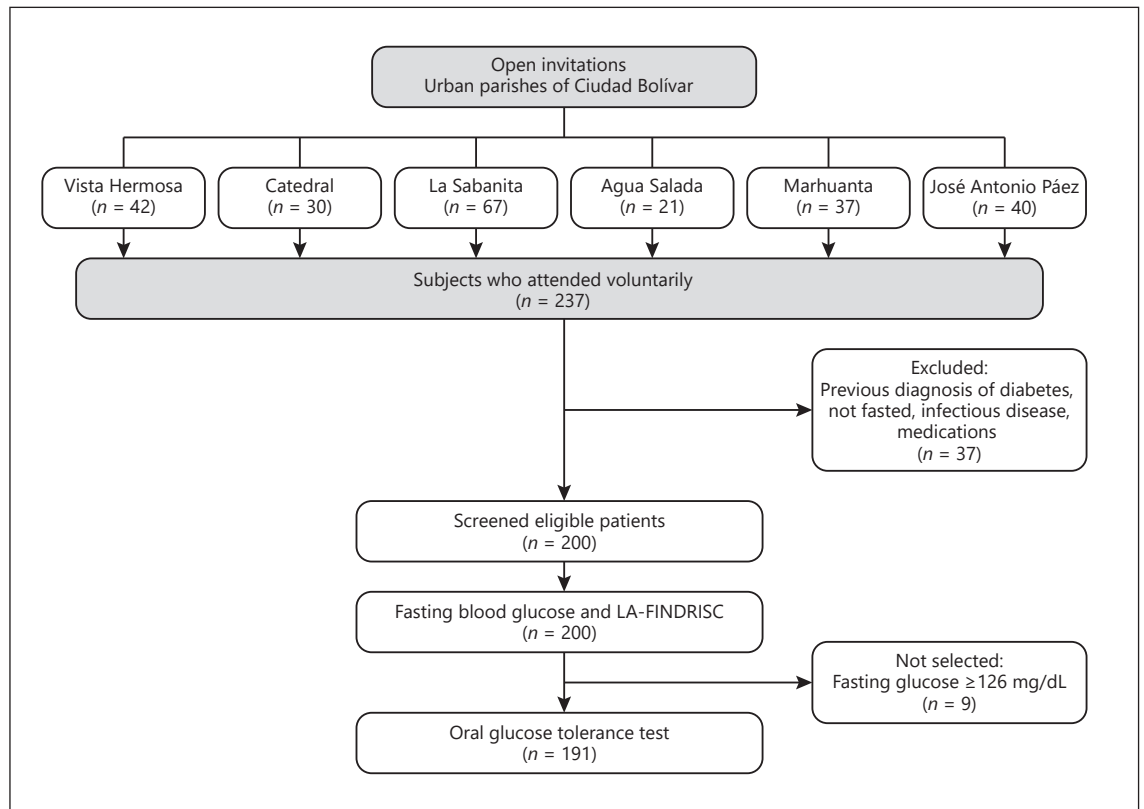 Open invitations
Urban parishes of Ciudad Bolívar
Vista Hermosa
(n = 42)
Catedral
(n = 30)
La Sabanita
(n = 67)
Agua Salada
(n = 21)
Marhuanta
(n = 37)
José Antonio Páez
(n = 40)
Subjects who attended voluntarily
(n = 237)
Excluded:
Previous diagnosis of diabetes,
not fasted, infectious disease,
medications
(n = 37)
Screened eligible patients
(n = 200)
Fasting blood glucose and LA-FINDRISC
(n = 200)
Not selected:
Fasting glucose ≥126 mg/dL
(n = 9)
Oral glucose tolerance test
(n = 191)